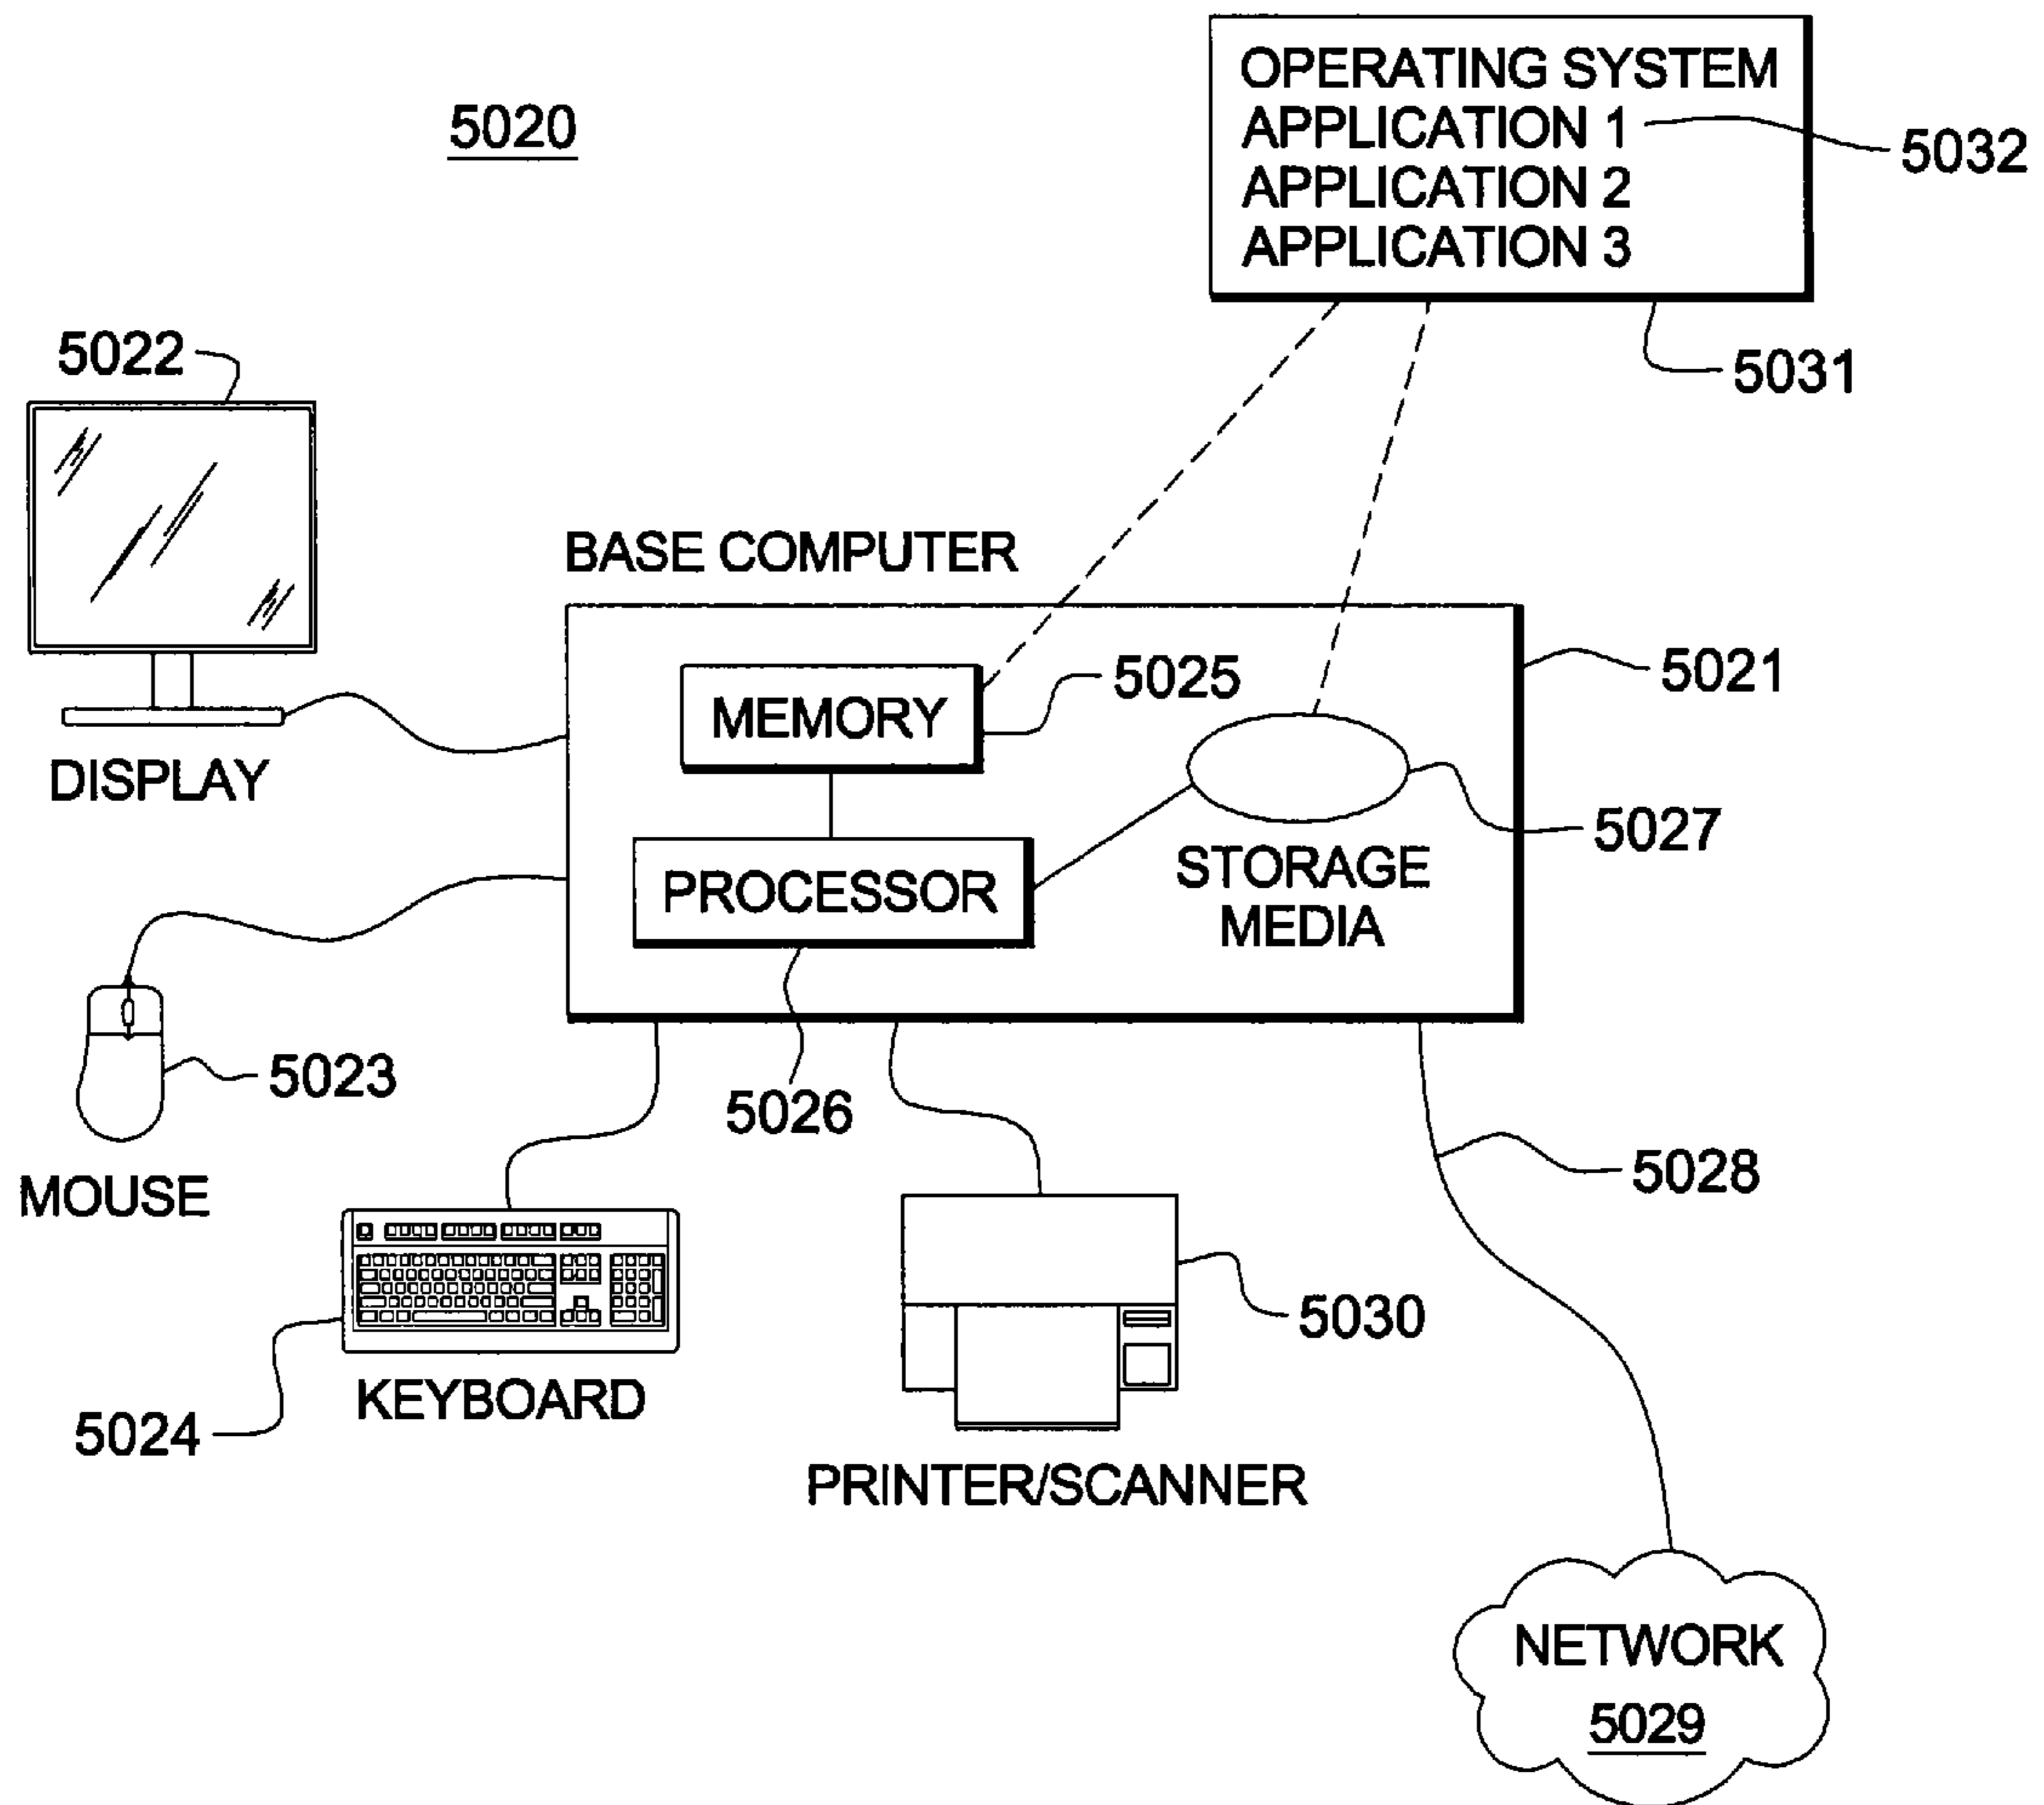 5020
OPERATING SYSTEM
APPLICATION 1
APPLICATION 2
APPLICATION 3
5032
5031
5022
DISPLAY
BASE COMPUTER
MEMORY
5025
5021
PROCESSOR
5026
STORAGE
MEDIA
5027
5023
MOUSE
5024
KEYBOARD
5030
PRINTER/SCANNER
5028
NETWORK
5029